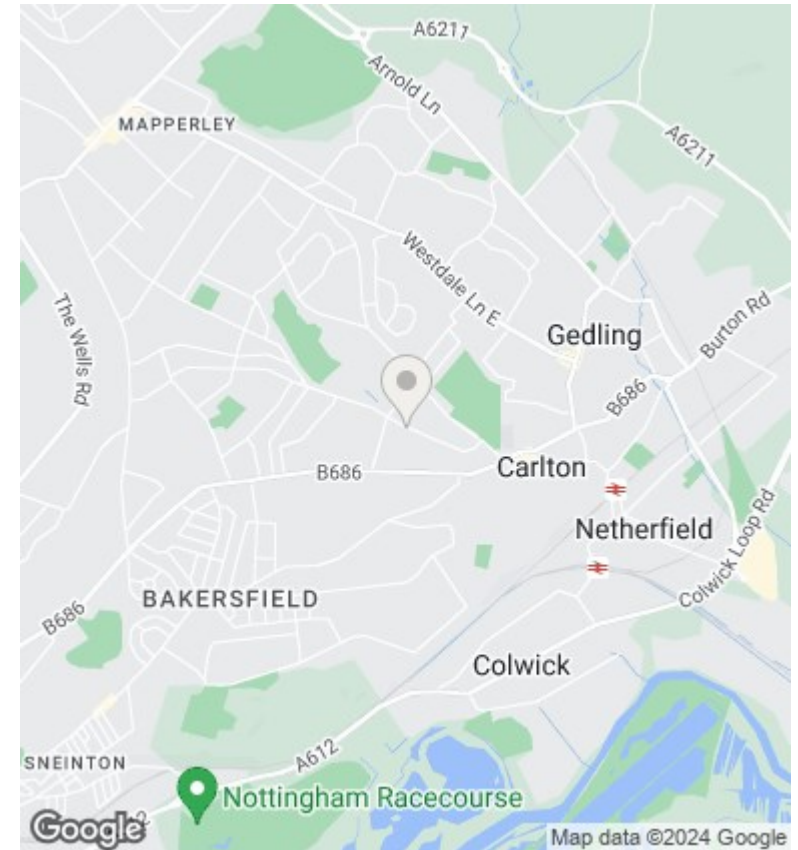 A6211
Arnold Ln
MAPPERLEY
A6211
Westdale Ln E
The Wells Rd
Gedling
Burton Rd
B686
B686
Carlton
Netherfield
Colwick Loop Rd
BAKERSFIELD
B686
Colwick
A612
SNEINTON
Nottingham Racecourse
Google
Map data ©2024 Google